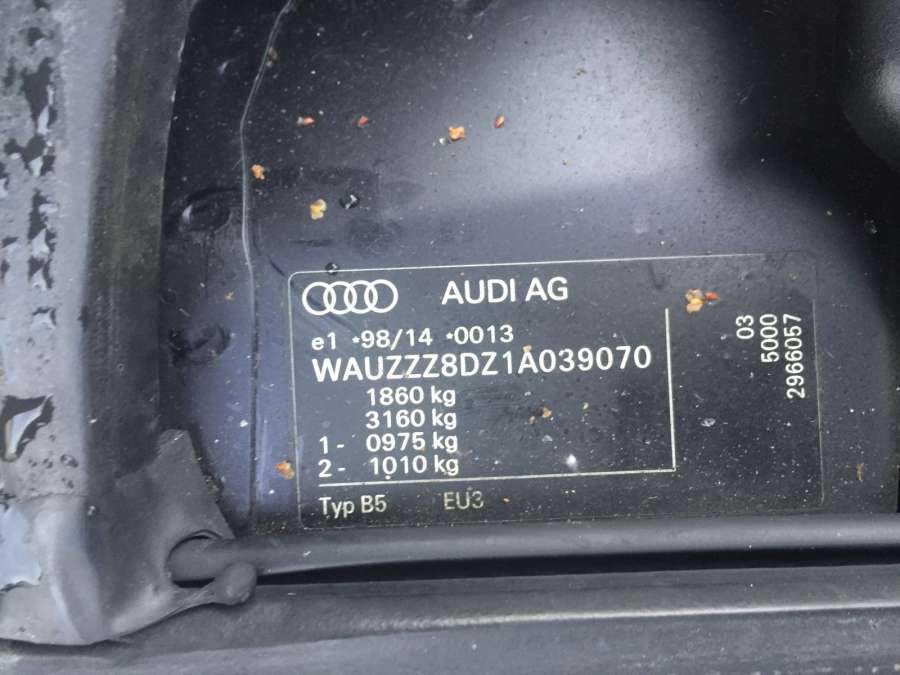 AUDI AG
e1 *98/14 *0013
WAUZZZ8DZ1A039070
1860 kg
3160 kg
1- 0975 kg
2- 1010 kg
Typ B5 EU3
03
5000
2966057